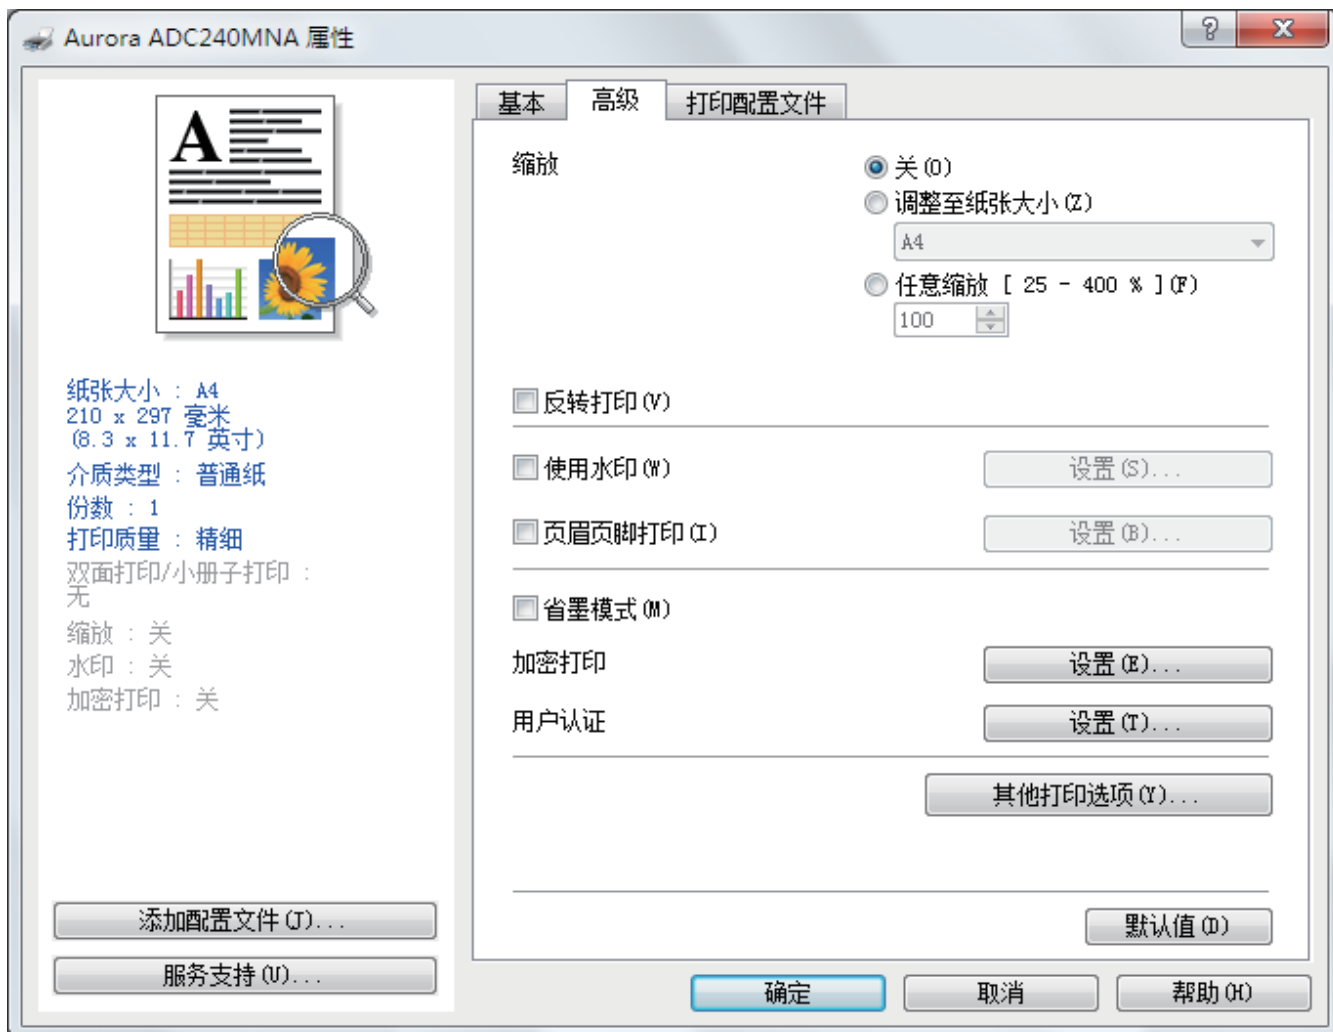 Aurora ADC240MNA 属性
基本
高级
打印配置文件
缩放
关(O)
调整至纸张大小(Z)
A4
任意缩放 [ 25 - 400 % ](F)
100
反转打印(V)
使用水印(W)
设置(S)...
页眉页脚打印(I)
设置(B)...
省墨模式(M)
加密打印
设置(E)...
用户认证
设置(T)...
其他打印选项(Y)...
默认值(D)
A
纸张大小 : A4
210 x 297 毫米
(8.3 x 11.7 英寸)
介质类型 : 普通纸
份数 : 1
打印质量 : 精细
双面打印/小册子打印 :
无
缩放 : 关
水印 : 关
加密打印 : 关
添加配置文件(J)...
服务支持(U)...
确定
取消
帮助(H)